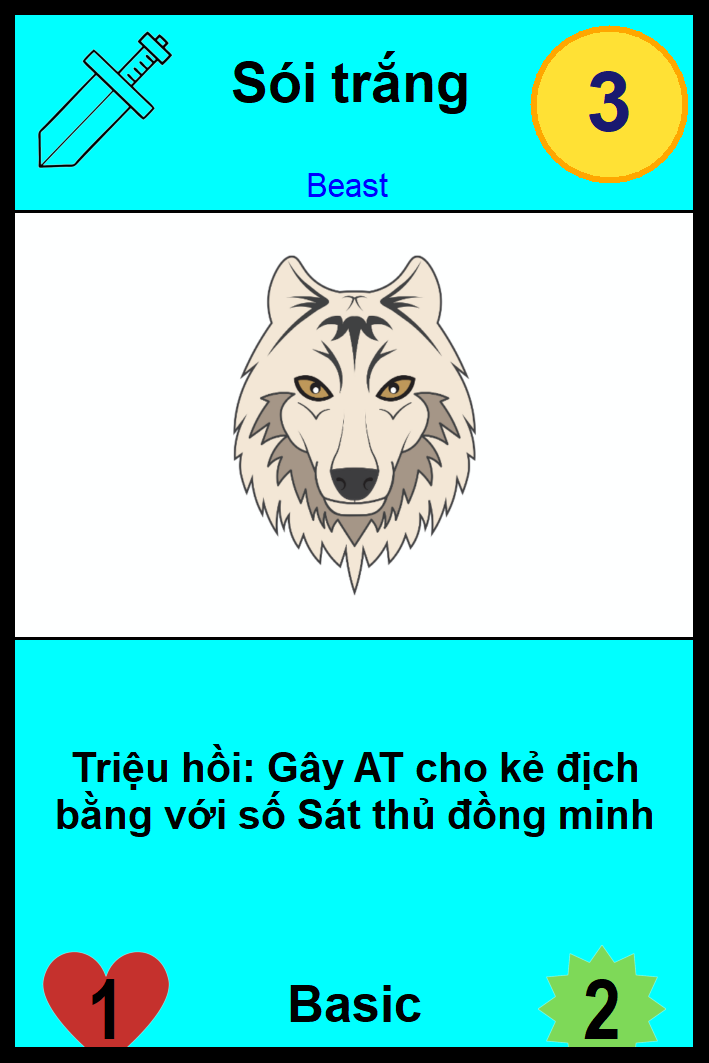 Sói trắng
3
Beast
Triệu hồi: Gây AT cho kẻ địch
bằng với số Sát thủ đồng minh
1
Basic
2